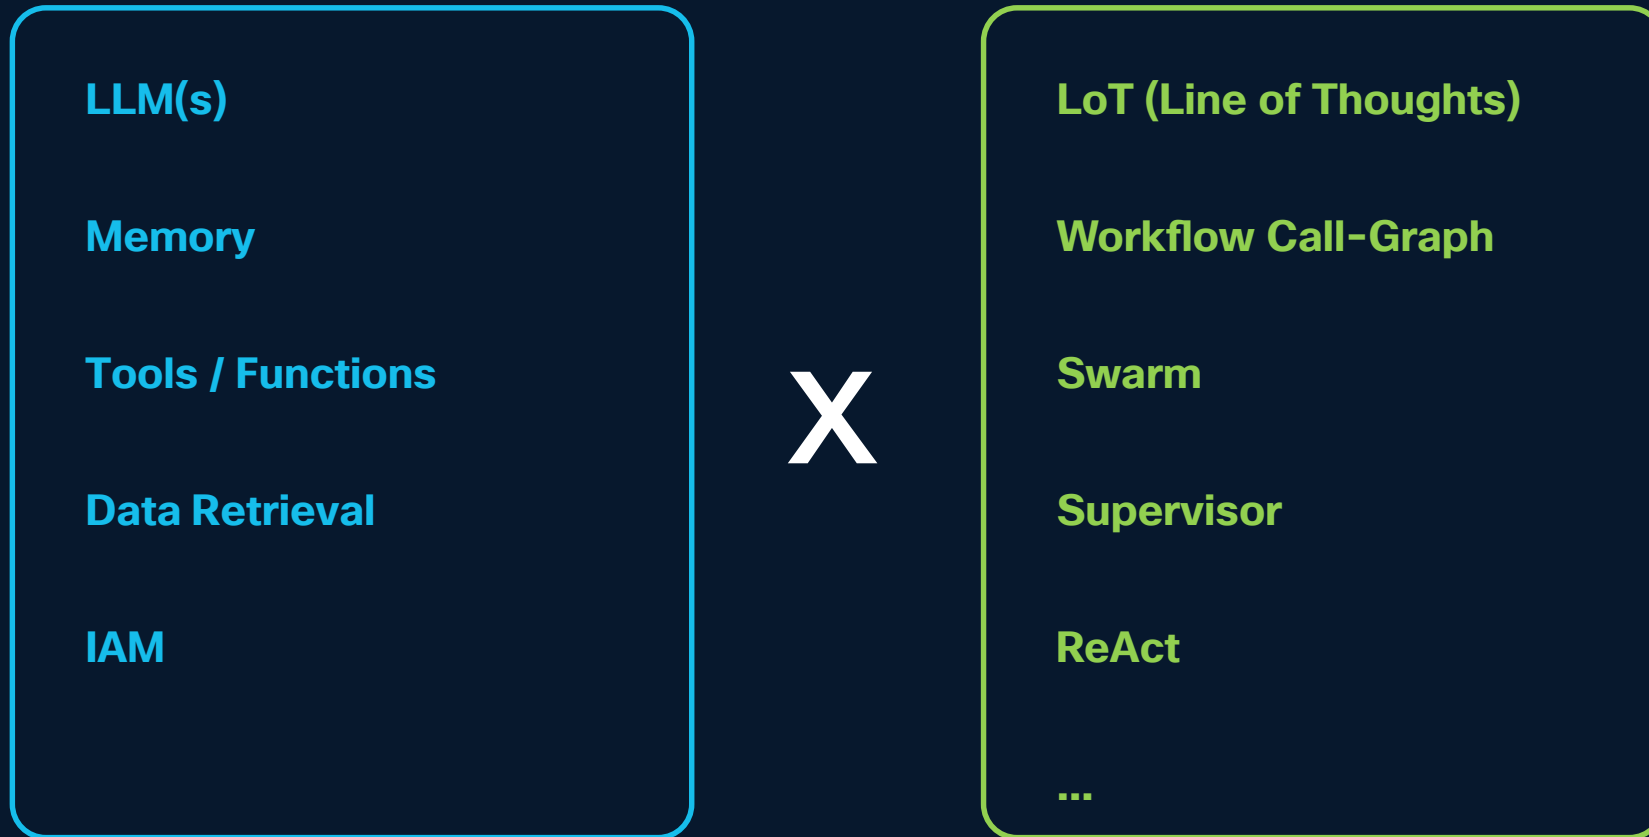 LLM(s)
Memory
Tools / Functions
Data Retrieval
IAM
X
LoT (Line of Thoughts)
Workflow Call-Graph
Swarm
Supervisor
ReAct
...